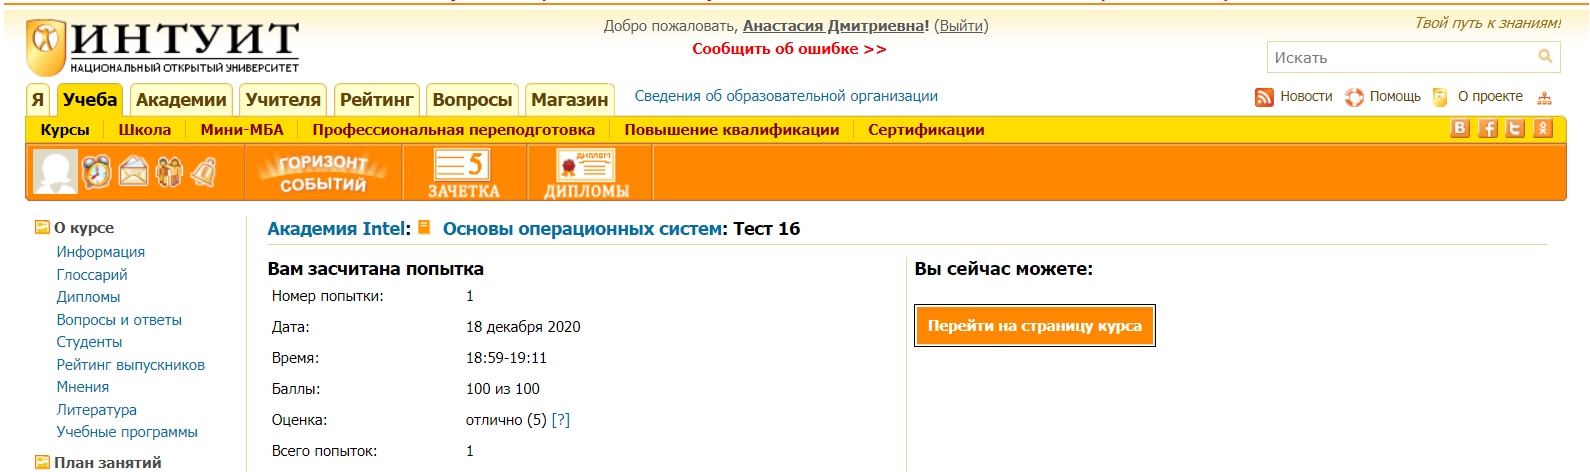 Добро пожаловать, Анастасия Дмитриевна! (Выйти)
Твой путь к знаниям!
ИНТУИТ
НАЦИОНАЛЬНЫЙ ОТКРЫТЫЙ УНИВЕРСИТЕТ
Сообщить об ошибке >>
Искать
Я Учеба Академии Учителя Рейтинг Вопросы Магазин Сведения об образовательной организации Новости Помощь О проекте
Курсы Школа Мини-МБА Профессиональная переподготовка Повышение квалификации Сертификации
ГОРИЗОНТ СОБЫТИЙ
5 ЗАЧЕТКА
ДИПЛОМ ДИПЛОМЫ
О курсе
Информация
Глоссарий
Дипломы
Вопросы и ответы
Студенты
Рейтинг выпускников
Мнения
Литература
Учебные программы
План занятий
Академия Intel: Основы операционных систем: Тест 16
Вам засчитана попытка
Номер попытки: 1
Дата: 18 декабря 2020
Время: 18:59-19:11
Баллы: 100 из 100
Оценка: отлично (5) [?]
Всего попыток: 1
Вы сейчас можете:
Перейти на страницу курса